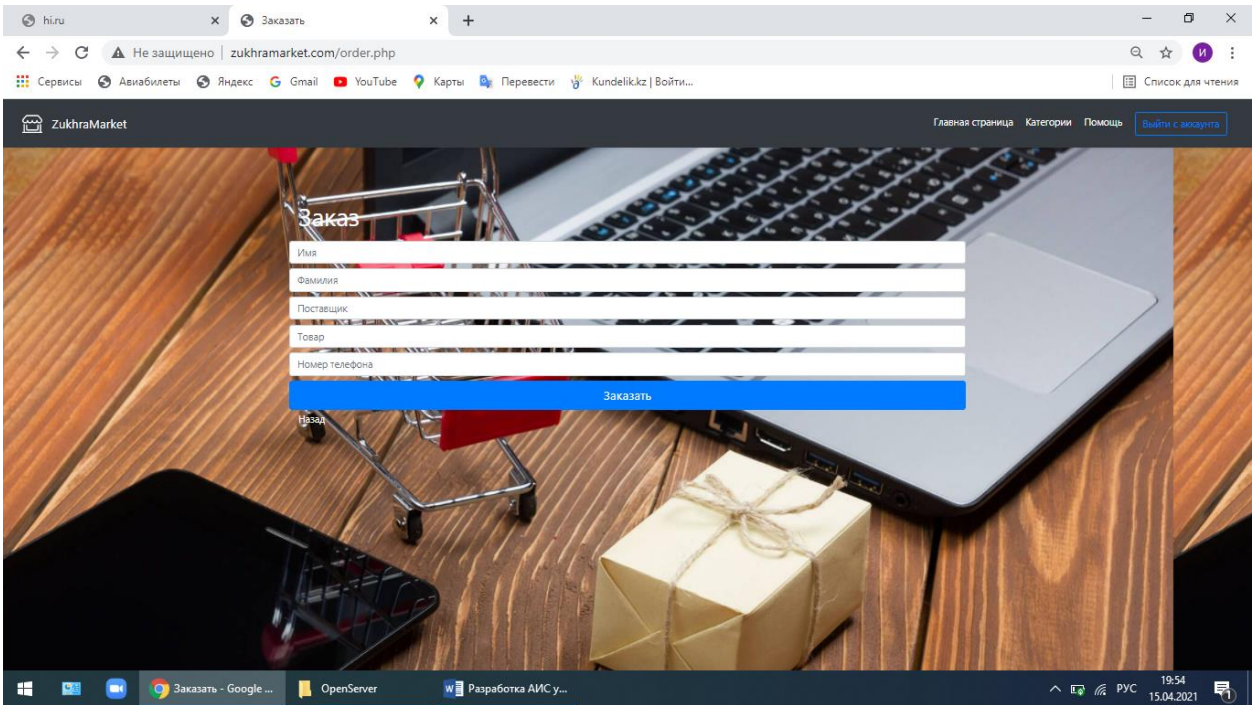 hi.ru
Заказать
Не защищено | zukhramarket.com/order.php
И
Сервисы Авиабилеты Яндекс Gmail YouTube Карты Перевести Kundelik.kz | Войти... Список для чтения
ZukhraMarket
Главная страница Категории Помощь Выйти с аккаунта
Заказ
Имя
Фамилия
Поставщик
Товар
Номер телефона
Заказать
Назад
Заказать - Google ... OpenServer Разработка АИС у... РУС
19:54
15.04.2021
1